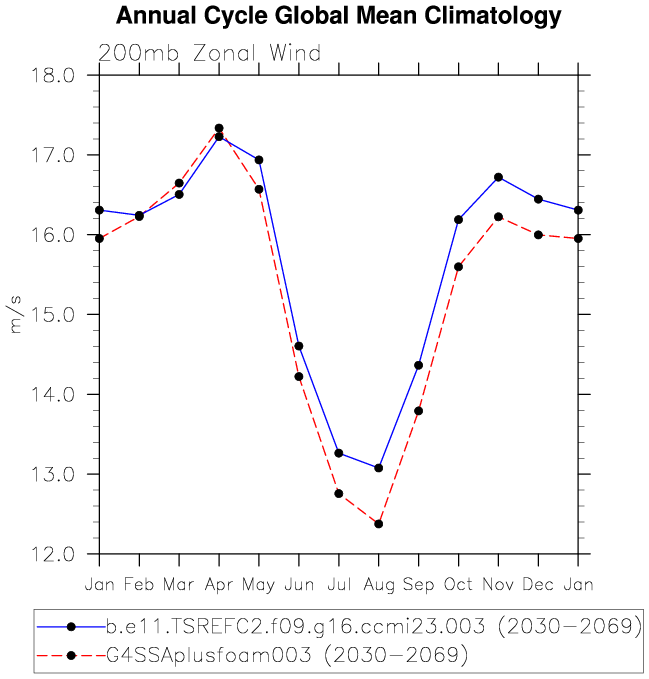 Annual Cycle Global Mean Climatology
200mb Zonal Wind
18.0
17.0
16.0
15.0
14.0
13.0
12.0
m/s
Jan Feb Mar Apr May Jun Jul Aug Sep Oct Nov Dec Jan
b.e11.TSREFC2.f09.g16.ccmi23.003 (2030-2069)
G4SSAplusfoam003 (2030-2069)